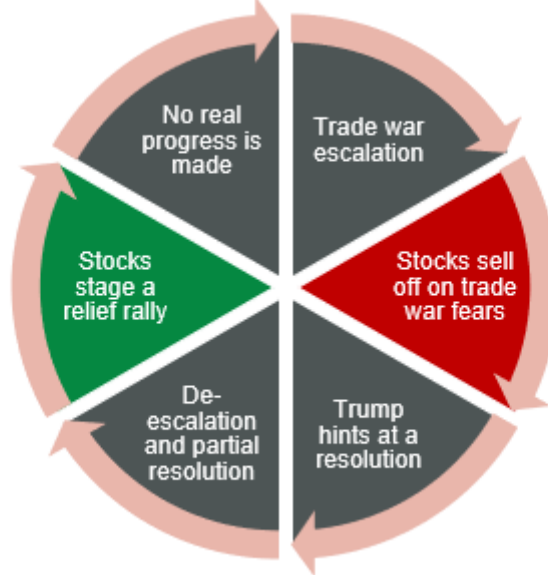 Trade war
escalation
Stocks sell
off on trade
war fears
Trump
hints at a
resolution
De-
escalation
and partial
resolution
Stocks
stage a
relief rally
No real
progress is
made